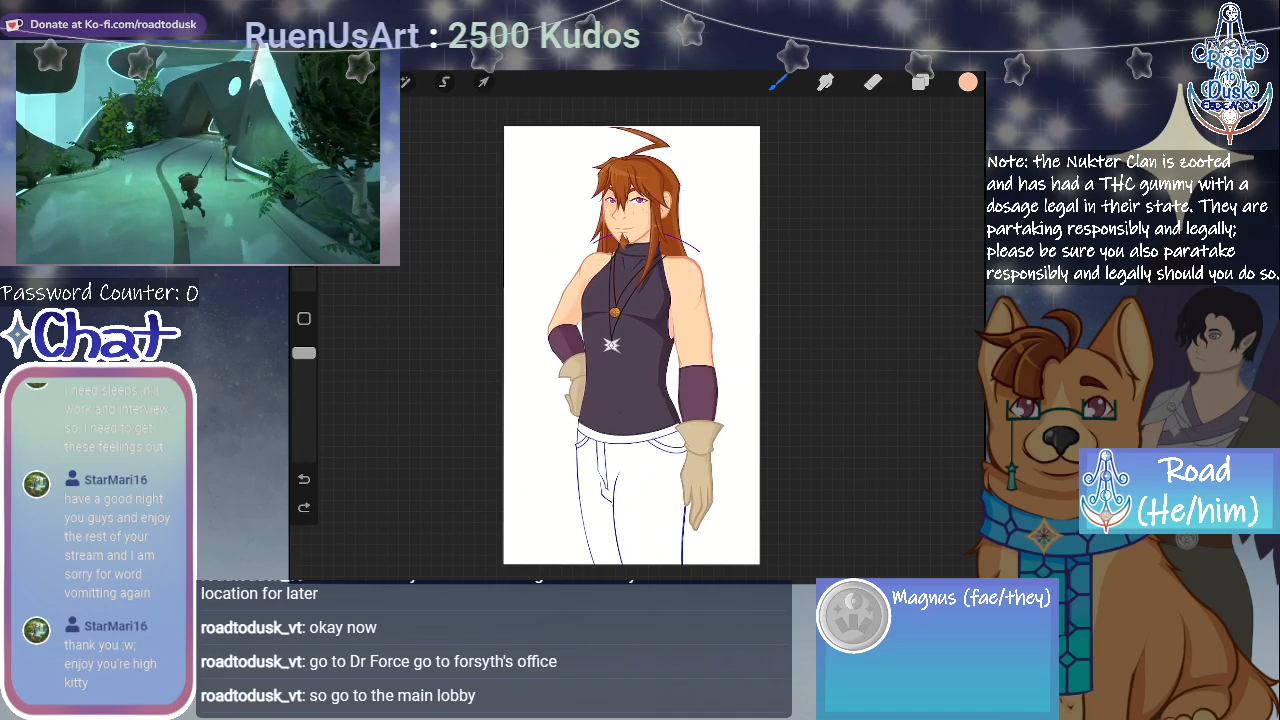 Donate at Ko-fi.com/roadtodusk
RuenUsArt : 2500 Kudos
Road
to
Dusk
Note: the Nukter Clan is zooted
and has had a THC gummy with a
dosage legal in their state. They are
partaking responsibly and legally;
please be sure you also paratake
responsibly and legally should you do so.
Password Counter: 0
Chat
I need sleeps
work and interview
so. I need to get
these feelings out
StarMari16
have a good night
you guys and enjoy
the rest of your
stream and I am
sorry for word
vomitting again
StarMari16
thank you ;w;
enjoy you're high
kitty
location for later
roadtodusk_vt: okay now
roadtodusk_vt: go to Dr Force go to forsyth's office
roadtodusk_vt: so go to the main lobby
Road
(He/him)
Magnus (fae/they)